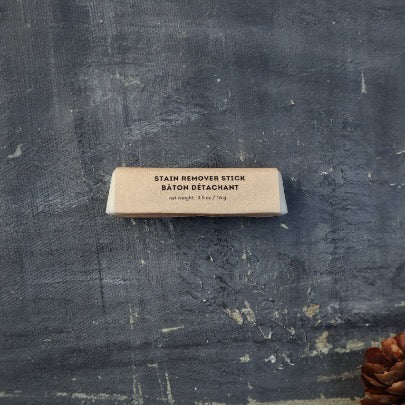 STAIN REMOVER STICK
BÂTON DÉTACHANT
net weight